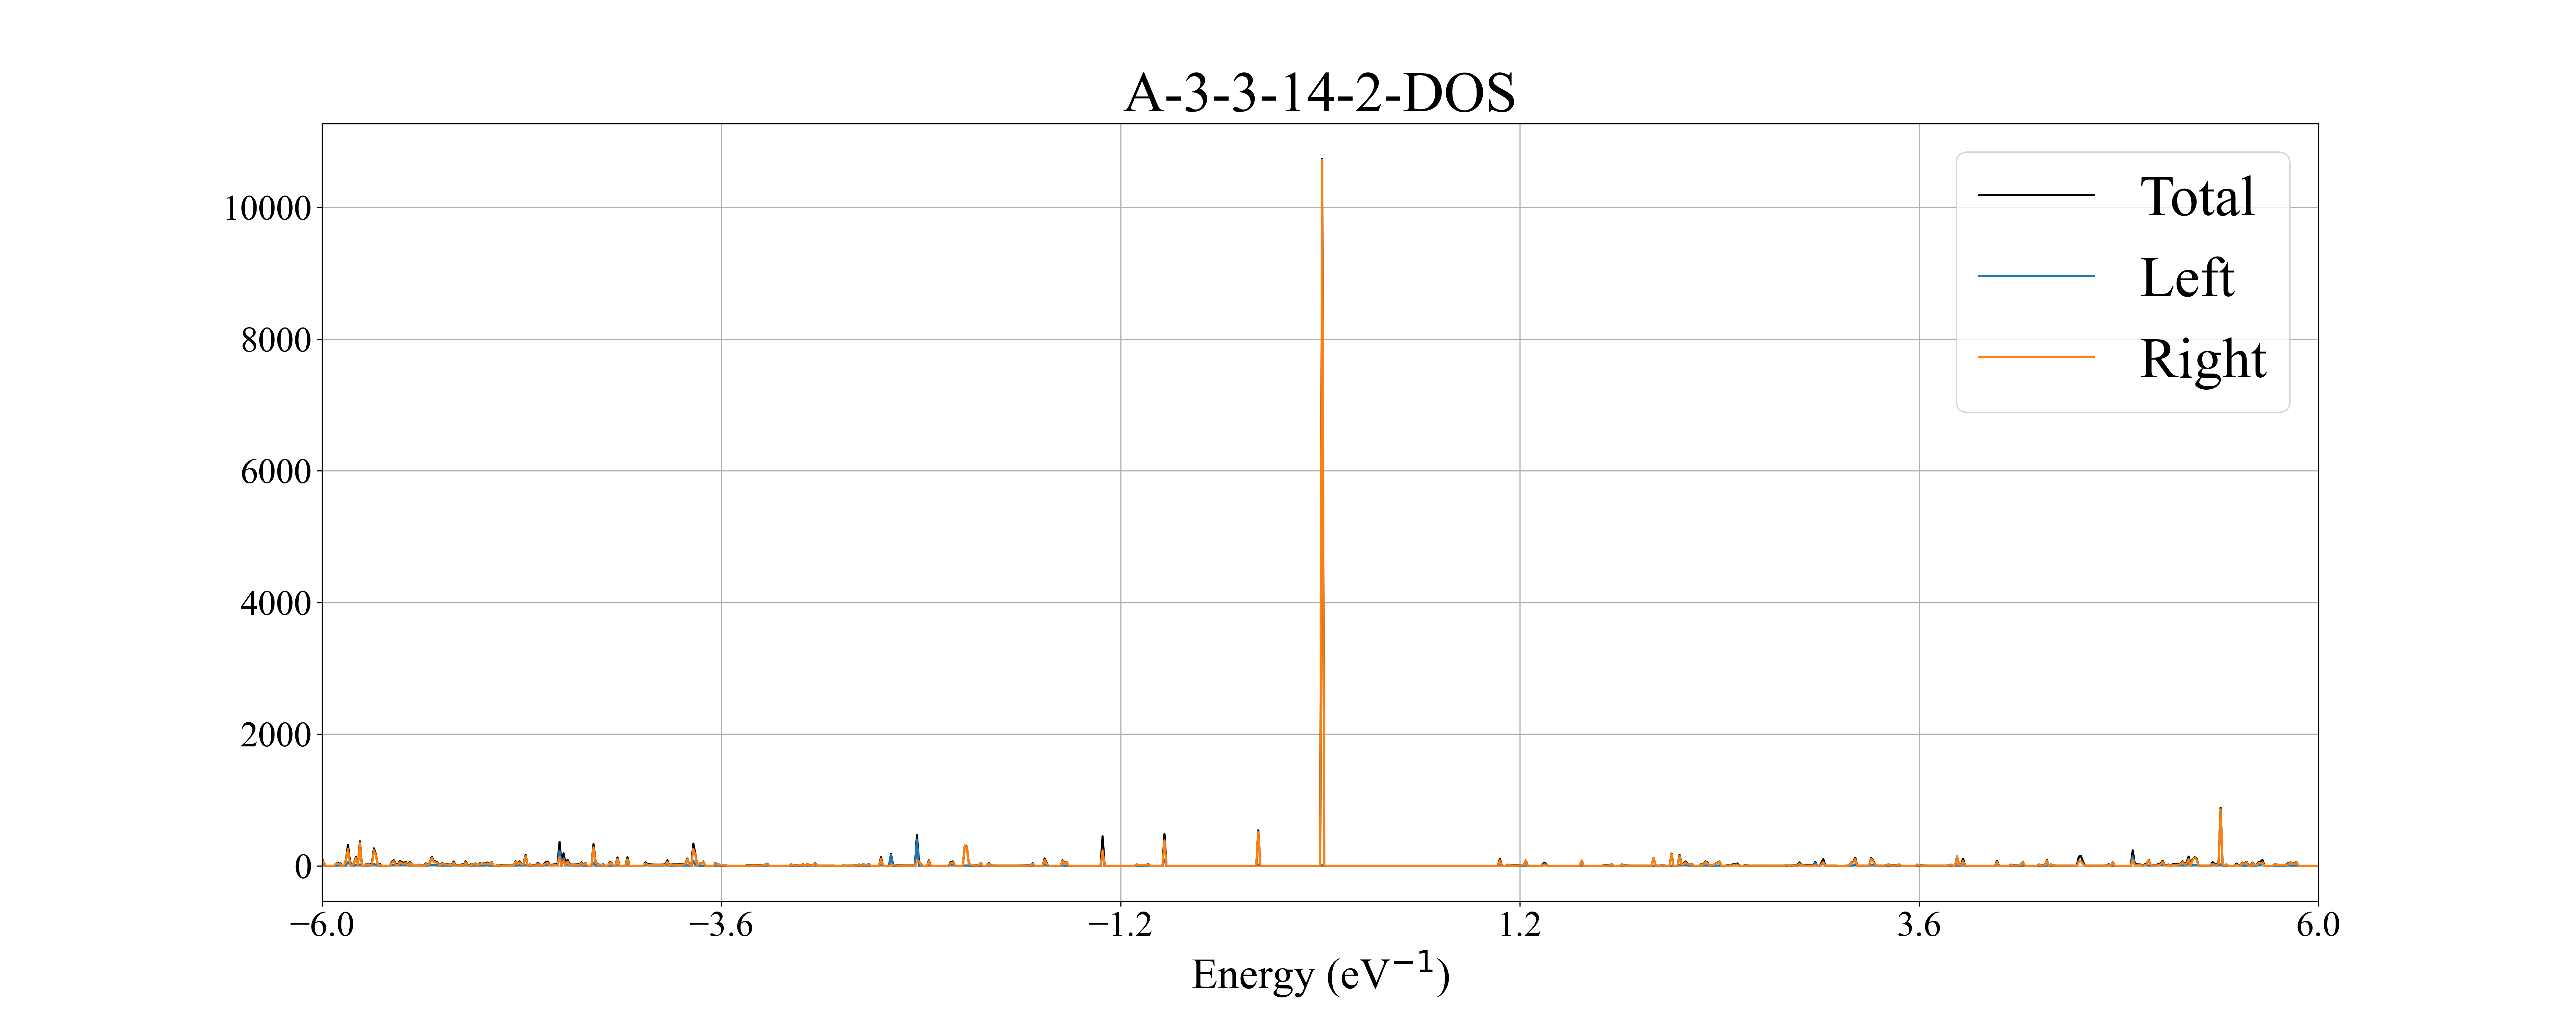 A-3-3-14-2-DOS
10000
8000
6000
4000
2000
0
−6.0 −3.6 −1.2 1.2 3.6 6.0
Energy (eV⁻¹)
Total
Left
Right